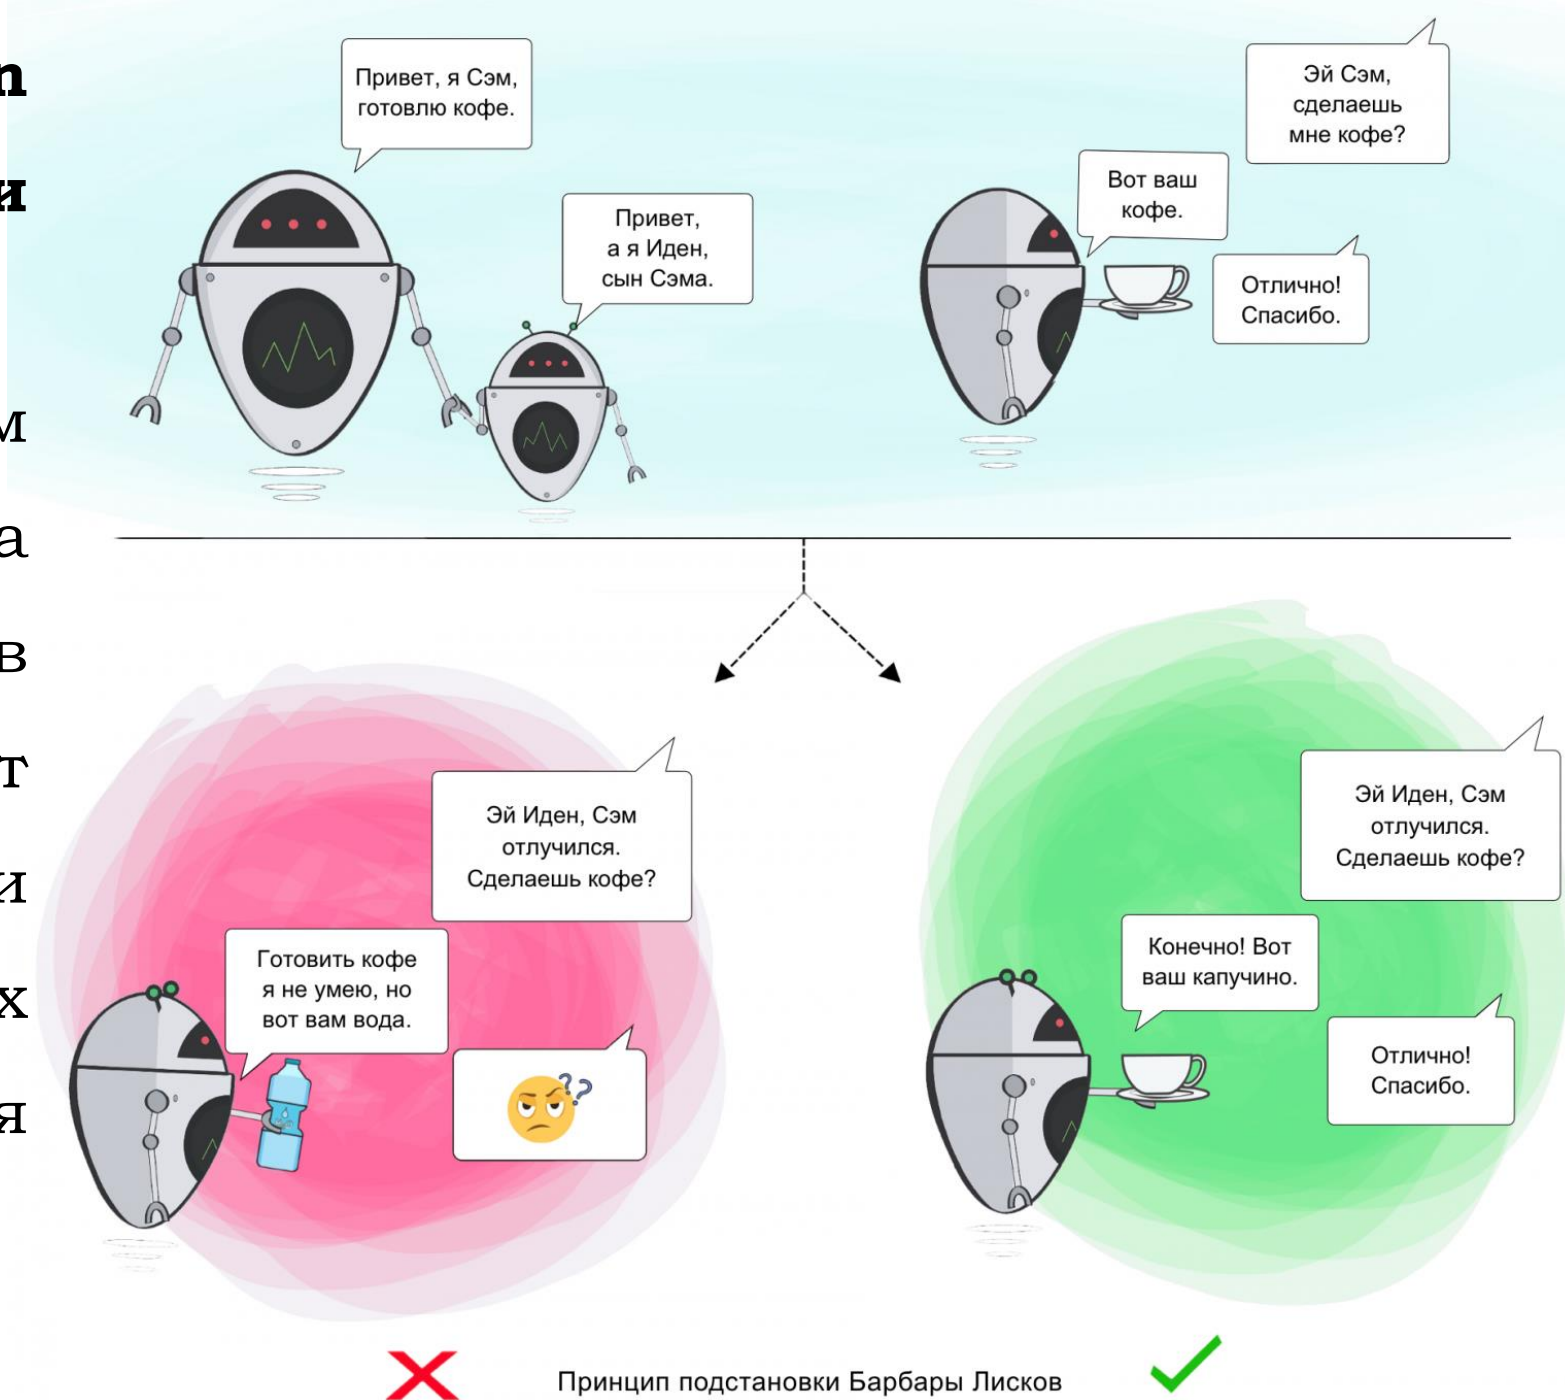 n
и
м
а
в
т
и
х
я
Привет, я Сэм,
готовлю кофе.
Привет,
а я Иден,
сын Сэма.
Эй Сэм,
сделаешь
мне кофе?
Вот ваш
кофе.
Отлично!
Спасибо.
Эй Иден, Сэм
отлучился.
Сделаешь кофе?
Готовить кофе
я не умею, но
вот вам вода.
??
Эй Иден, Сэм
отлучился.
Сделаешь кофе?
Конечно! Вот
ваш капучино.
Отлично!
Спасибо.
Принцип подстановки Барбары Лисков